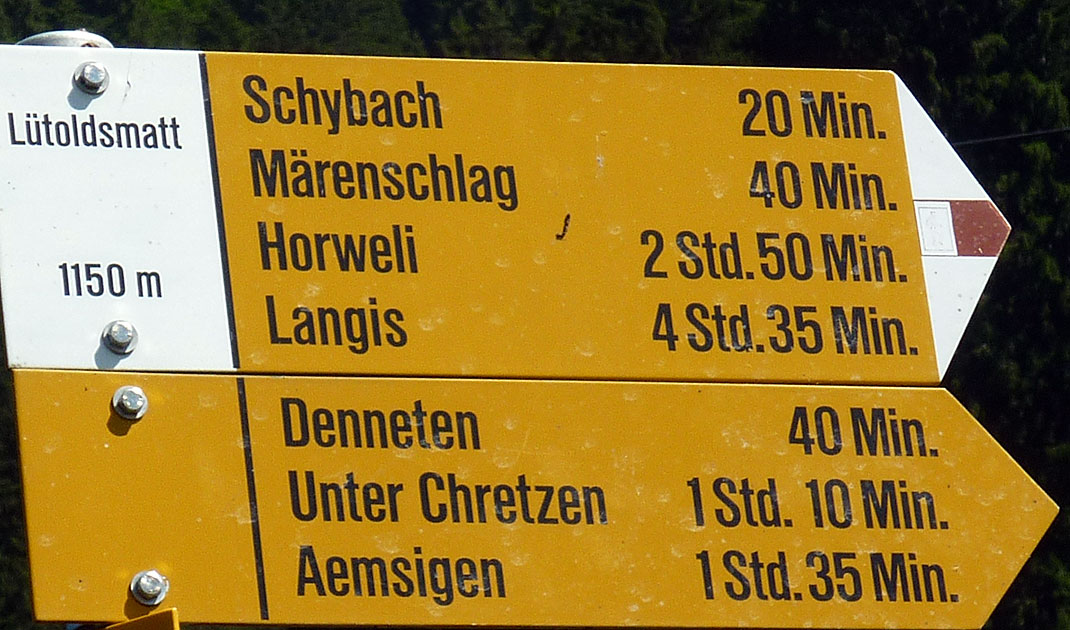 Lütoldsmatt
1150 m
Schybach 20 Min.
Märenschlag 40 Min.
Horweli 2 Std. 50 Min.
Langis 4 Std. 35 Min.
Denneten 40 Min.
Unter Chretzen 1 Std. 10 Min.
Aemsigen 1 Std. 35 Min.